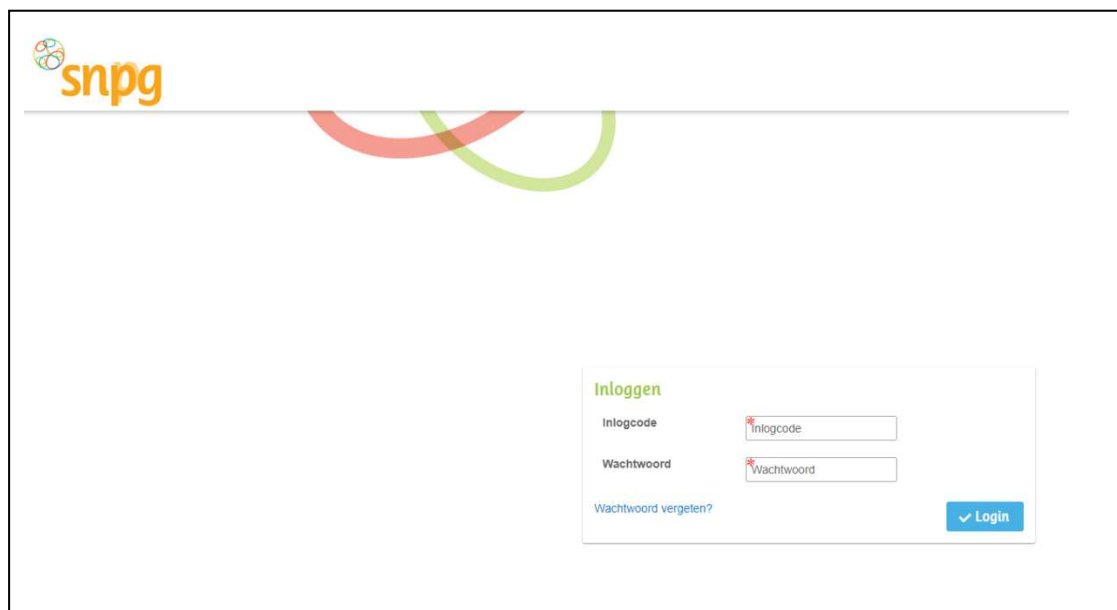 snpg
Inloggen
Inlogcode
Inlogcode
Wachtwoord
Wachtwoord
Wachtwoord vergeten?
Login